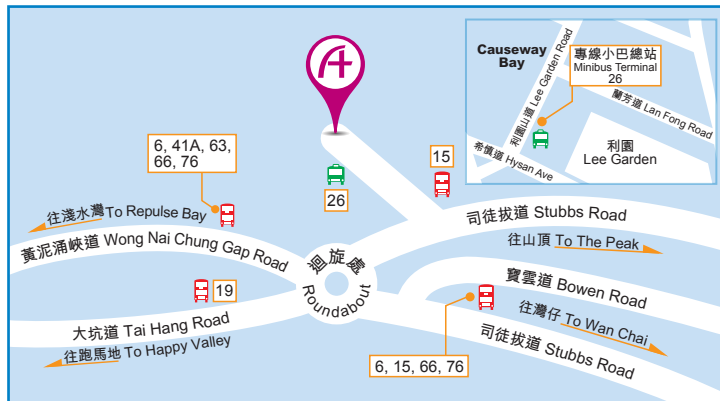 Causeway
Bay
專線小巴總站
Minibus Terminal
26
利園山道 Lee Garden Road
蘭芳道 Lan Fong Road
希慎道 Hysan Ave
利園
Lee Garden
6, 41A, 63,
66, 76
26
15
往淺水灣 To Repulse Bay
黃泥涌峽道 Wong Nai Chung Gap Road
司徒拔道 Stubbs Road
往山頂 To The Peak
迴旋處
Roundabout
寶雲道 Bowen Road
19
大坑道 Tai Hang Road
往跑馬地 To Happy Valley
往灣仔 To Wan Chai
司徒拔道 Stubbs Road
6, 15, 66, 76